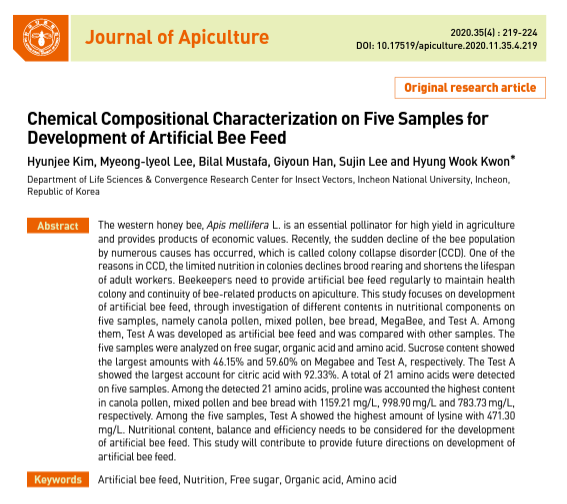 Journal of Apiculture
2020.35(4) : 219-224
DOI: 10.17519/apiculture.2020.11.35.4.219
Original research article
Chemical Compositional Characterization on Five Samples for
Development of Artificial Bee Feed
Hyunjee Kim, Myeong-lyeol Lee, Bilal Mustafa, Giyoun Han, Sujin Lee and Hyung Wook Kwon*
Department of Life Sciences & Convergence Research Center for Insect Vectors, Incheon National University, Incheon,
Republic of Korea
Abstract
The western honey bee, Apis mellifera L. is an essential pollinator for high yield in agriculture
and provides products of economic values. Recently, the sudden decline of the bee population
by numerous causes has occurred, which is called colony collapse disorder (CCD). One of the
reasons in CCD, the limited nutrition in colonies declines brood rearing and shortens the lifespan
of adult workers. Beekeepers need to provide artificial bee feed regularly to maintain health
colony and continuity of bee-related products on apiculture. This study focuses on development
of artificial bee feed, through investigation of different contents in nutritional components on
five samples, namely canola pollen, mixed pollen, bee bread, MegaBee, and Test A. Among
them, Test A was developed as artificial bee feed and was compared with other samples. The
five samples were analyzed on free sugar, organic acid and amino acid. Sucrose content showed
the largest amounts with 46.15% and 59.60% on Megabee and Test A, respectively. The Test A
showed the largest account for citric acid with 92.33%. A total of 21 amino acids were detected
on five samples. Among the detected 21 amino acids, proline was accounted the highest content
in canola pollen, mixed pollen and bee bread with 1159.21 mg/L, 998.90 mg/L and 783.73 mg/L,
respectively. Among the five samples, Test A showed the highest amount of lysine with 471.30
mg/L. Nutritional content, balance and efficiency needs to be considered for the development
of artificial bee feed. This study will contribute to provide future directions on development of
artificial bee feed.
Keywords
Artificial bee feed, Nutrition, Free sugar, Organic acid, Amino acid